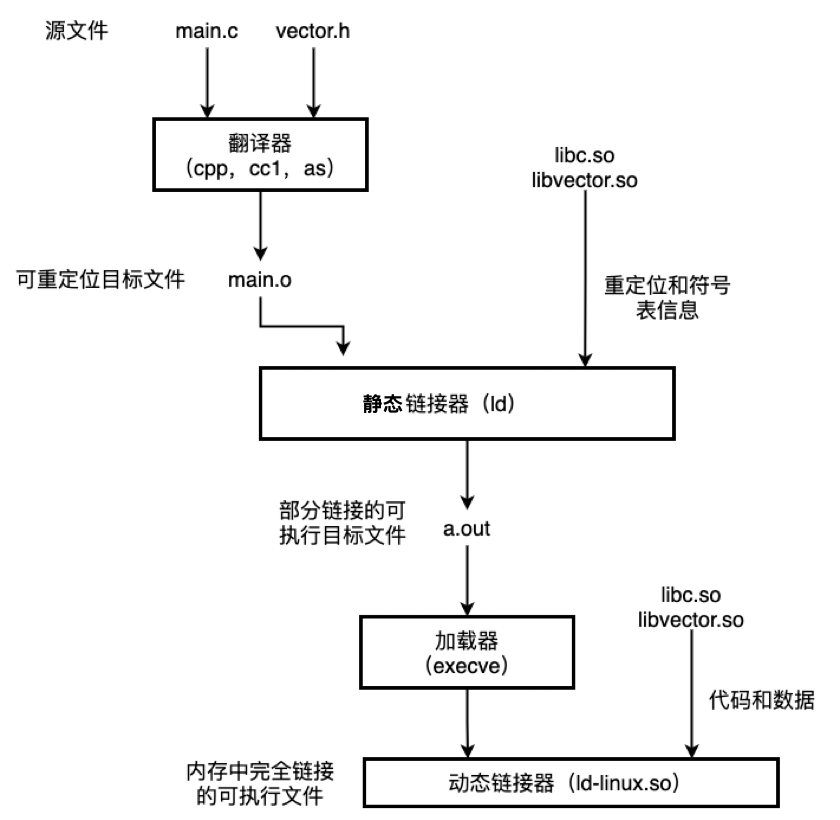 源文件
main.c
vector.h
翻译器
（cpp，cc1，as）
libc.so
libvector.so
可重定位目标文件
main.o
重定位和符号
表信息
静态链接器（ld）
部分链接的可
执行目标文件
a.out
libc.so
libvector.so
加载器
（execve）
代码和数据
内存中完全链接
的可执行文件
动态链接器（ld-linux.so）